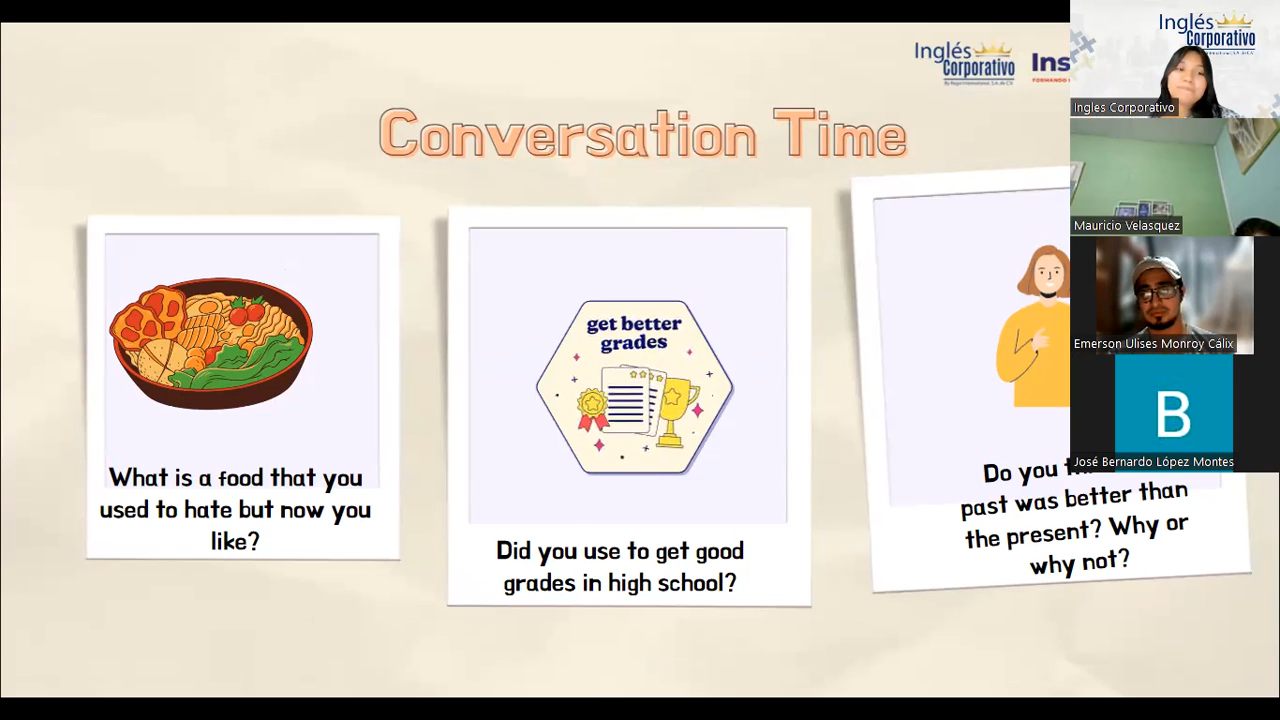 Inglés
Corporativo
Inglés
Corporativo
Ins
Ingles Corporativo
Conversation Time
Mauricio Velasquez
get better
grades
Emerson Ulises Monroy Cálix
B
José Bernardo López Montes
What is a food that you
used to hate but now you
like?
Did you use to get good
grades in high school?
Do you
past was better than
the present? Why or
why not?